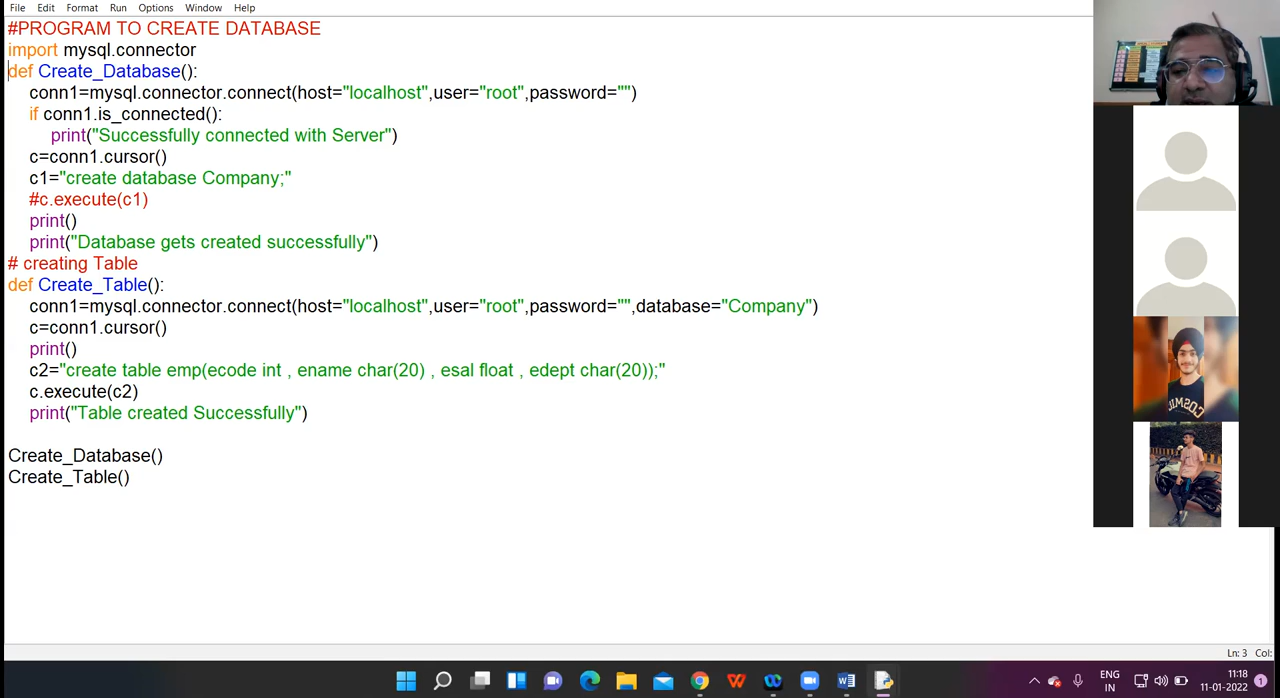 File Edit Format Run Options Window Help
#PROGRAM TO CREATE DATABASE
import mysql.connector
def Create_Database():
conn1=mysql.connector.connect(host="localhost",user="root",password="")
if conn1.is_connected():
print("Successfully connected with Server")
c=conn1.cursor()
c1="create database Company;"
#c.execute(c1)
print()
print("Database gets created successfully")
# creating Table
def Create_Table():
conn1=mysql.connector.connect(host="localhost",user="root",password="",database="Company")
c=conn1.cursor()
print()
c2="create table emp(ecode int , ename char(20) , esal float , edept char(20));"
c.execute(c2)
print("Table created Successfully")
Create_Database()
Create_Table()
Ln: 3 Col:
ENG
IN
11:18
11-01-2022
1